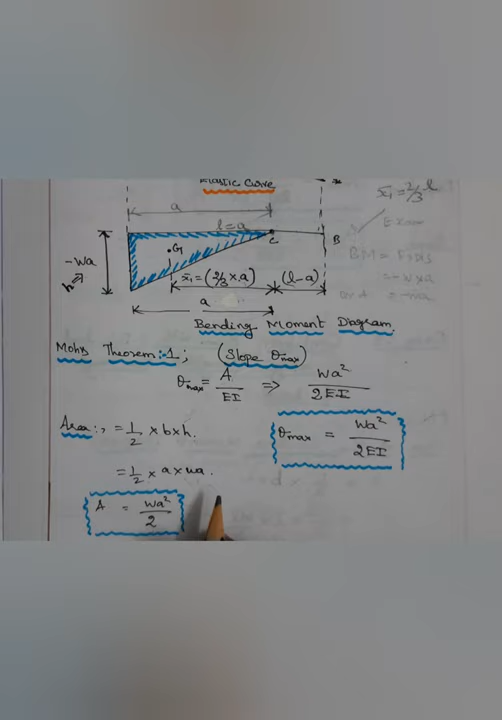 Elastic Curve
a
l=a
C
B
G
-Wa
h
x̄₁=(2/3 x a)
(l-a)
a
x̄₁ = 2/3 l
Bending Moment Diagram.
Mohs Theorem:-1; (Slope θmax)
θmax = A/EI => Wa²/2EI
Area:, = 1/2 x b x h.
θmax = Wa²/2EI
= 1/2 x a x wa.
A = Wa²/2